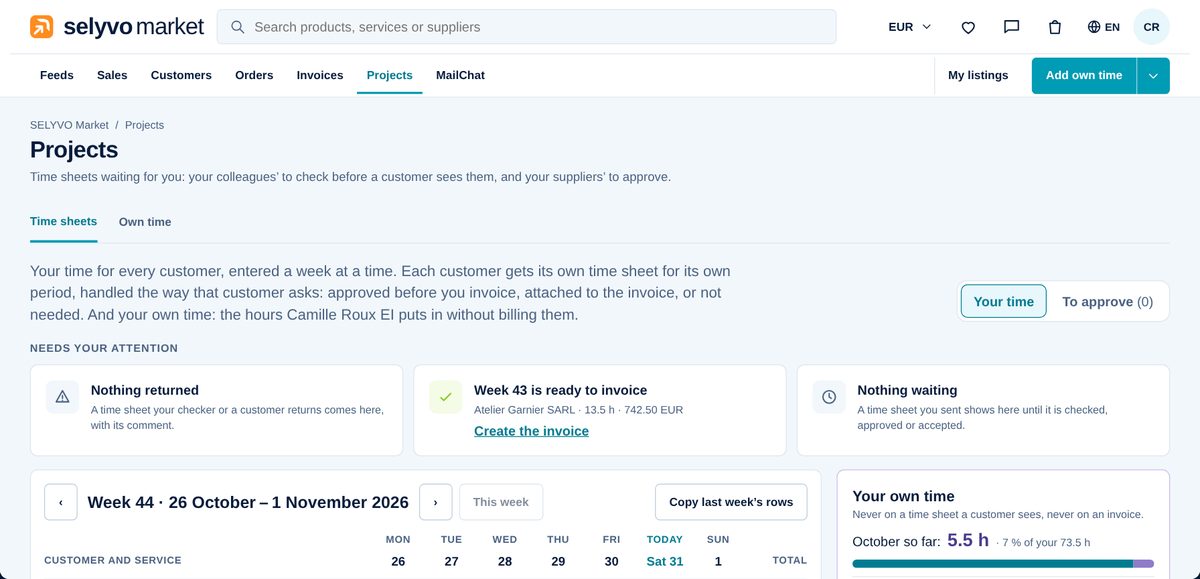 selyvo market
Search products, services or suppliers
EUR
EN
CR
Feeds
Sales
Customers
Orders
Invoices
Projects
MailChat
My listings
Add own time
SELYVO Market / Projects
Projects
Time sheets waiting for you: your colleagues’ to check before a customer sees them, and your suppliers’ to approve.
Time sheets
Own time
Your time for every customer, entered a week at a time. Each customer gets its own time sheet for its own
period, handled the way that customer asks: approved before you invoice, attached to the invoice, or not
needed. And your own time: the hours Camille Roux EI puts in without billing them.
Your time
To approve (0)
NEEDS YOUR ATTENTION
Nothing returned
A time sheet your checker or a customer returns comes here,
with its comment.
Week 43 is ready to invoice
Atelier Garnier SARL · 13.5 h · 742.50 EUR
Create the invoice
Nothing waiting
A time sheet you sent shows here until it is checked,
approved or accepted.
‹
Week 44 · 26 October – 1 November 2026
›
This week
Copy last week’s rows
MON TUE WED THU FRI TODAY SUN
CUSTOMER AND SERVICE 26 27 28 29 30 Sat 31 1 TOTAL
Your own time
Never on a time sheet a customer sees, never on an invoice.
October so far: 5.5 h · 7 % of your 73.5 h